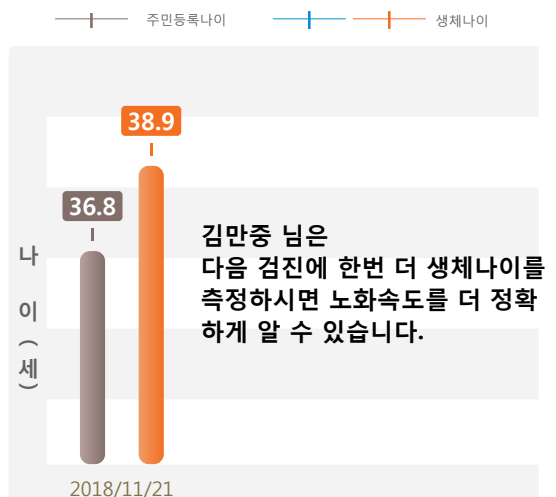 주민등록나이 생체나이
38.9
36.8
김만중 님은
다음 검진에 한번 더 생체나이를
측정하시면 노화속도를 더 정확
하게 알 수 있습니다.
나이(세)
2018/11/21